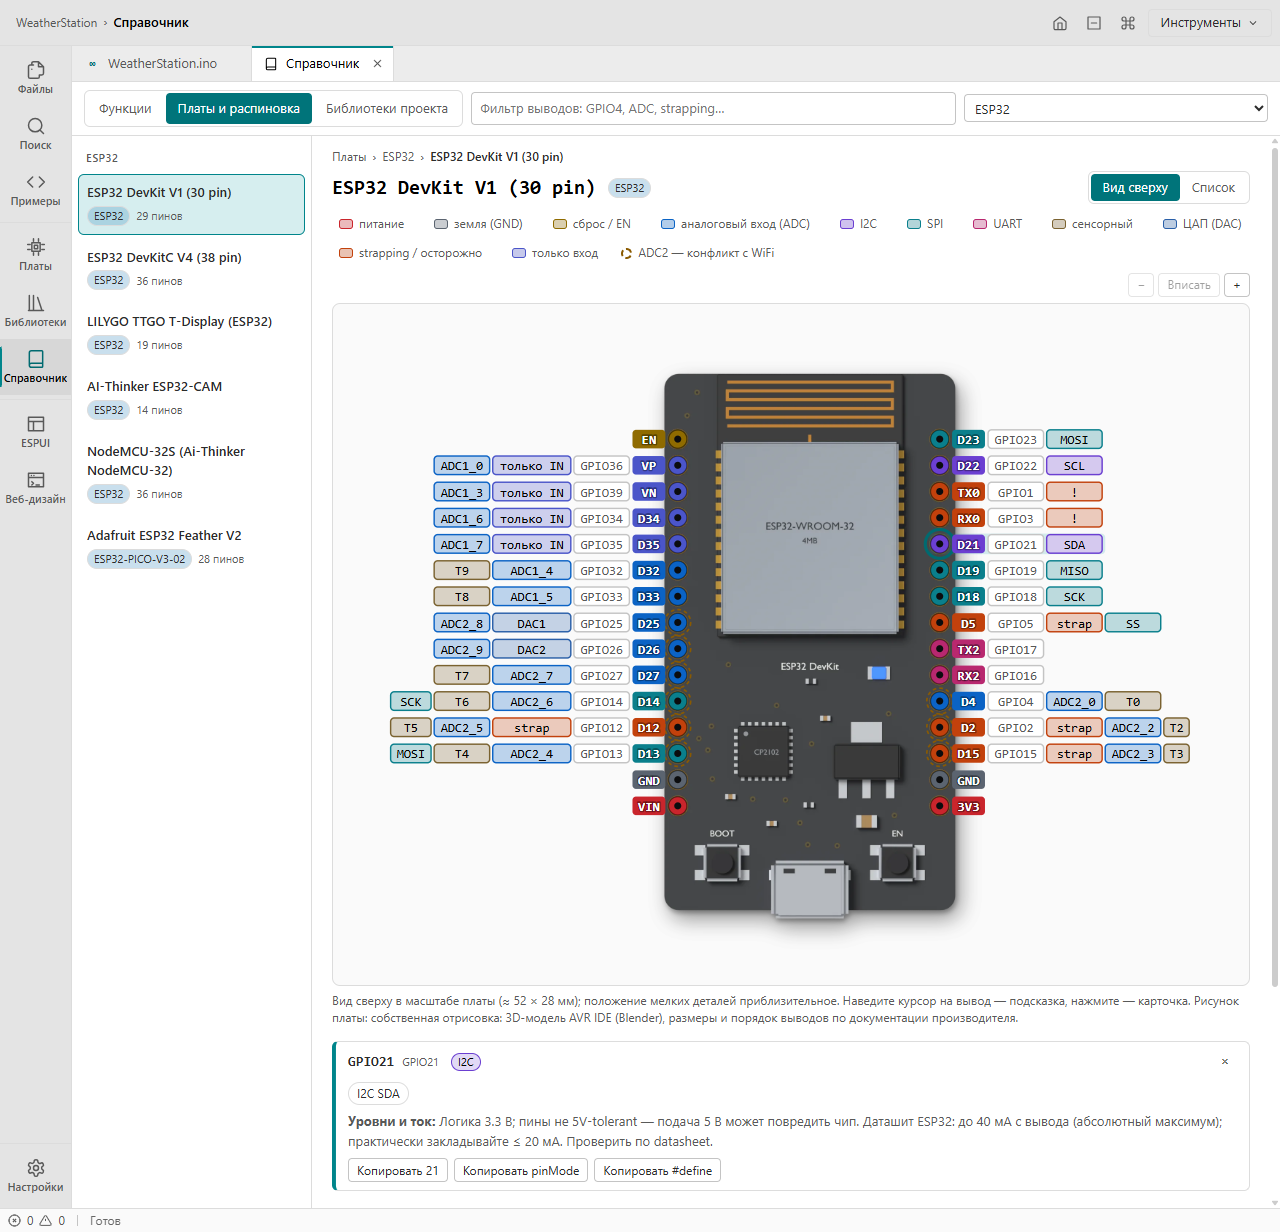 WeatherStation › Справочник
Инструменты
Файлы
Поиск
Примеры
Платы
Библиотеки
Справочник
ESPUI
Веб-дизайн
Настройки
WeatherStation.ino
Справочник ×
Функции Платы и распиновка Библиотеки проекта
Фильтр выводов: GPIO4, ADC, strapping...
ESP32
ESP32
ESP32 DevKit V1 (30 pin)
ESP32 29 пинов
ESP32 DevKitC V4 (38 pin)
ESP32 36 пинов
LILYGO TTGO T-Display (ESP32)
ESP32 19 пинов
AI-Thinker ESP32-CAM
ESP32 14 пинов
NodeMCU-32S (Ai-Thinker
NodeMCU-32)
ESP32 36 пинов
Adafruit ESP32 Feather V2
ESP32-PICO-V3-02 28 пинов
Платы › ESP32 › ESP32 DevKit V1 (30 pin)
ESP32 DevKit V1 (30 pin) ESP32
Вид сверху Список
питание земля (GND) сброс / EN аналоговый вход (ADC) I2C SPI UART сенсорный ЦАП (DAC)
strapping / осторожно только вход ADC2 — конфликт с WiFi
− Вписать +
EN D23 GPIO23 MOSI
ADC1_0 только IN GPIO36 VP D22 GPIO22 SCL
ADC1_3 только IN GPIO39 VN TX0 GPIO1 !
ADC1_6 только IN GPIO34 D34 RX0 GPIO3 !
ADC1_7 только IN GPIO35 D35 D21 GPIO21 SDA
T9 ADC1_4 GPIO32 D32 D19 GPIO19 MISO
T8 ADC1_5 GPIO33 D33 D18 GPIO18 SCK
ADC2_8 DAC1 GPIO25 D25 D5 GPIO5 strap SS
ADC2_9 DAC2 GPIO26 D26 TX2 GPIO17
T7 ADC2_7 GPIO27 D27 RX2 GPIO16
SCK T6 ADC2_6 GPIO14 D14 D4 GPIO4 ADC2_0 T0
T5 ADC2_5 strap GPIO12 D12 D2 GPIO2 strap ADC2_2 T2
MOSI T4 ADC2_4 GPIO13 D13 D15 GPIO15 strap ADC2_3 T3
GND GND
VIN 3V3
ESP32-WROOM-32
4MB
ESP32 DevKit
CP2102
BOOT EN
Вид сверху в масштабе платы (≈ 52 × 28 мм); положение мелких деталей приблизительное. Наведите курсор на вывод — подсказка, нажмите — карточка. Рисунок
платы: собственная отрисовка: 3D-модель AVR IDE (Blender), размеры и порядок выводов по документации производителя.
GPIO21 GPIO21 I2C ×
I2C SDA
Уровни и ток: Логика 3.3 В; пины не 5V-tolerant — подача 5 В может повредить чип. Даташит ESP32: до 40 мА с вывода (абсолютный максимум);
практически закладывайте ≤ 20 мА. Проверить по datasheet.
Копировать 21 Копировать pinMode Копировать #define
0 0 Готов